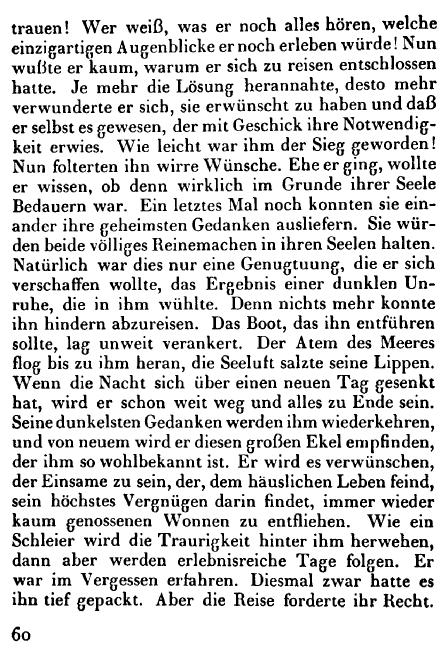 trauen! Wer weiß, was er noch alles hören, welche
einzigartigen Augenblicke er noch erleben würde! Nun
wußte er kaum, warum er sich zu reisen entschlossen
hatte. Je mehr die Lösung herannahte, desto mehr
verwunderte er sich, sie erwünscht zu haben und daß
er selbst es gewesen, der mit Geschick ihre Notwendig-
keit erwies. Wie leicht war ihm der Sieg geworden!
Nun folterten ihn wirre Wünsche. Ehe er ging, wollte
er wissen, ob denn wirklich im Grunde ihrer Seele
Bedauern war. Ein letztes Mal noch konnten sie ein-
ander ihre geheimsten Gedanken ausliefern. Sie wür-
den beide völliges Reinemachen in ihren Seelen halten.
Natürlich war dies nur eine Genugtuung, die er sich
verschaffen wollte, das Ergebnis einer dunklen Un-
ruhe, die in ihm wühlte. Denn nichts mehr konnte
ihn hindern abzureisen. Das Boot, das ihn entführen
sollte, lag unweit verankert. Der Atem des Meeres
flog bis zu ihm heran, die Seeluft salzte seine Lippen.
Wenn die Nacht sich über einen neuen Tag gesenkt
hat, wird er schon weit weg und alles zu Ende sein.
Seine dunkelsten Gedanken werden ihm wiederkehren,
und von neuem wird er diesen großen Ekel empfinden,
der ihm so wohlbekannt ist. Er wird es verwünschen,
der Einsame zu sein, der, dem häuslichen Leben feind,
sein höchstes Vergnügen darin findet, immer wieder
kaum genossenen Wonnen zu entfliehen. Wie ein
Schleier wird die Traurigkeit hinter ihm herwehen,
dann aber werden erlebnisreiche Tage folgen. Er
war im Vergessen erfahren. Diesmal zwar hatte es
ihn tief gepackt. Aber die Reise forderte ihr Recht.
60